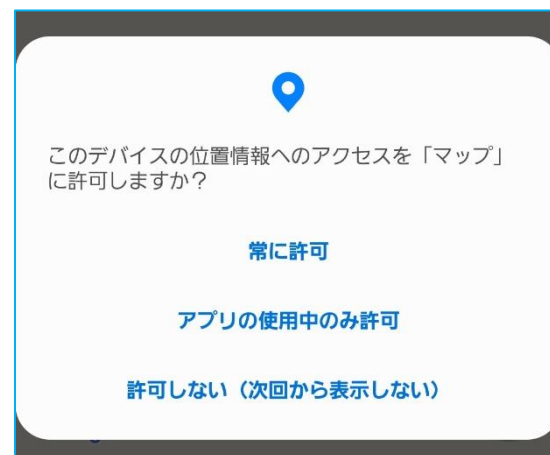 このデバイスの位置情報へのアクセスを「マップ」
に許可しますか？
常に許可
アプリの使用中のみ許可
許可しない（次回から表示しない）